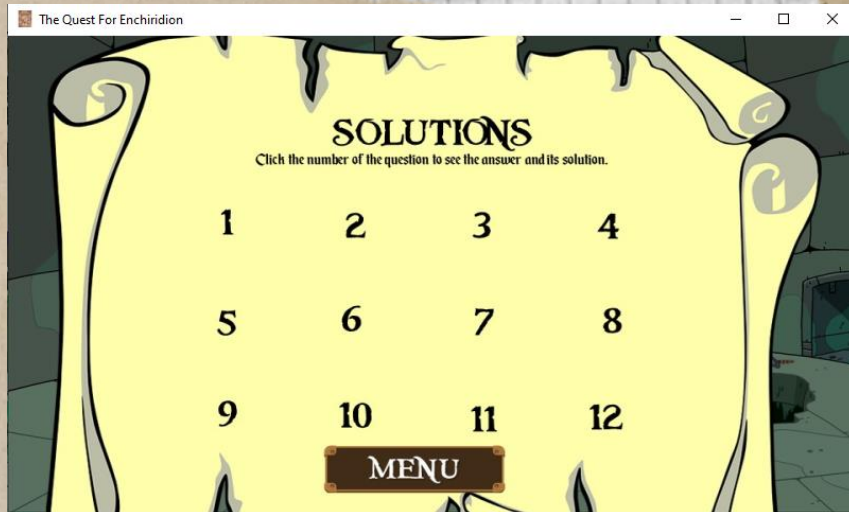 The Quest For Enchiridion
SOLUTIONS
Click the number of the question to see the answer and its solution.
1 2 3 4
5 6 7 8
9 10 11 12
MENU